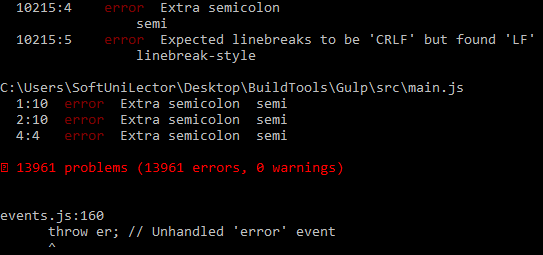 10215:4 error Extra semicolon
semi
10215:5 error Expected linebreaks to be 'CRLF' but found 'LF'
linebreak-style
C:\Users\SoftUniLector\Desktop\BuildTools\Gulp\src\main.js
1:10 error Extra semicolon semi
2:10 error Extra semicolon semi
4:4 error Extra semicolon semi
13961 problems (13961 errors, 0 warnings)
events.js:160
throw er; // Unhandled 'error' event
^